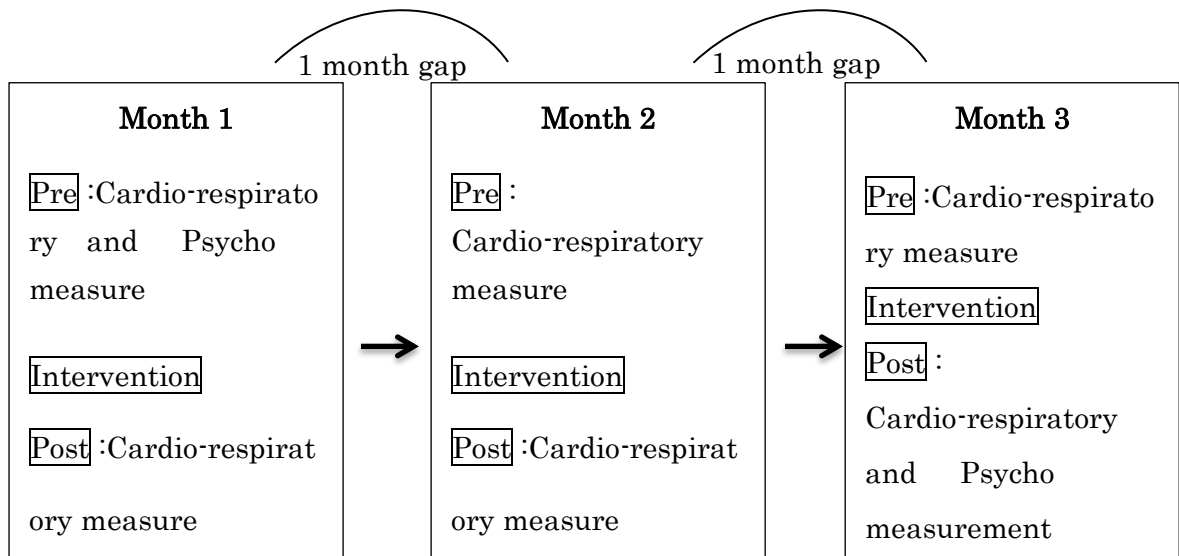 1 month gap
1 month gap
Month 1
Pre :Cardio-respirato
ry and Psycho
measure
Intervention
Post :Cardio-respirat
ory measure
Month 2
Pre :
Cardio-respiratory
measure
Intervention
Post :Cardio-respirat
ory measure
Month 3
Pre :Cardio-respirato
ry measure
Intervention
Post :
Cardio-respiratory
and Psycho
measurement